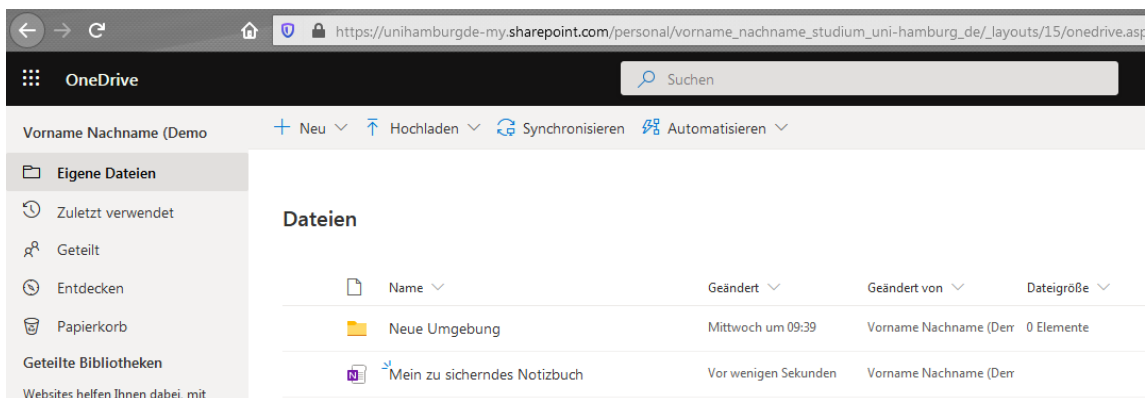 https://unihamburgde-my.sharepoint.com/personal/vorname_nachname_studium_uni-hamburg_de/_layouts/15/onedrive.asp
OneDrive
Suchen
Vorname Nachname (Demo
Neu Hochladen Synchronisieren Automatisieren
Eigene Dateien
Zuletzt verwendet
Geteilt
Entdecken
Papierkorb
Geteilte Bibliotheken
Websites helfen Ihnen dabei, mit
Dateien
Name Geändert Geändert von Dateigröße
Neue Umgebung Mittwoch um 09:39 Vorname Nachname (Dem 0 Elemente
Mein zu sicherndes Notizbuch Vor wenigen Sekunden Vorname Nachname (Dem